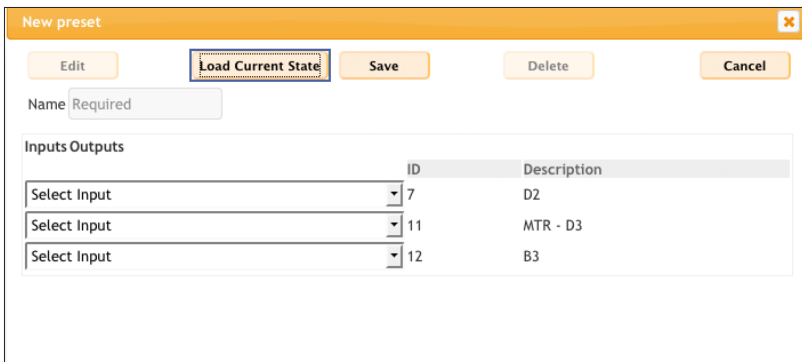 New preset
Edit Load Current State Save Delete Cancel
Name Required
Inputs Outputs
ID Description
Select Input 7 D2
Select Input 11 MTR - D3
Select Input 12 B3